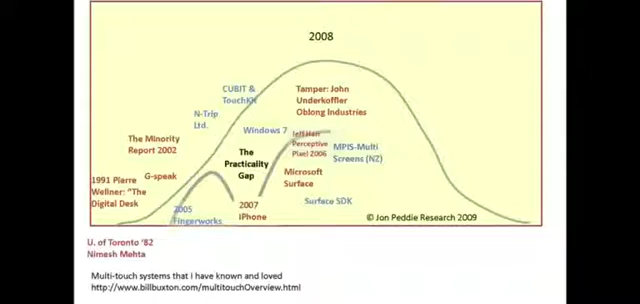 2008
CUBIT &
TouchKit
Tamper: John
Underkoffler
Oblong Industries
N-Trip
Ltd.
Windows 7
Jeff Han
Perceptive
Pixel 2006
The Minority
Report 2002
MPIS-Multi
Screens (NZ)
The
Practicality
Gap
G-speak
Microsoft
Surface
1991 Pierre
Wellner: "The
Digital Desk
Surface SDK
2005
Fingerworks
2007
iPhone
© Jon Peddie Research 2009
U. of Toronto '82
Nimesh Mehta
Multi-touch systems that i have known and loved
http://www.billbuxton.com/multitouchOverview.html